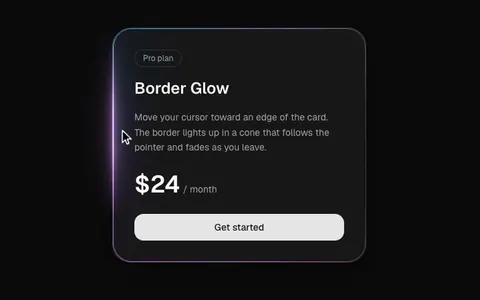 Pro plan
Border Glow
Move your cursor toward an edge of the card.
The border lights up in a cone that follows the
pointer and fades as you leave.
$24 / month
Get started